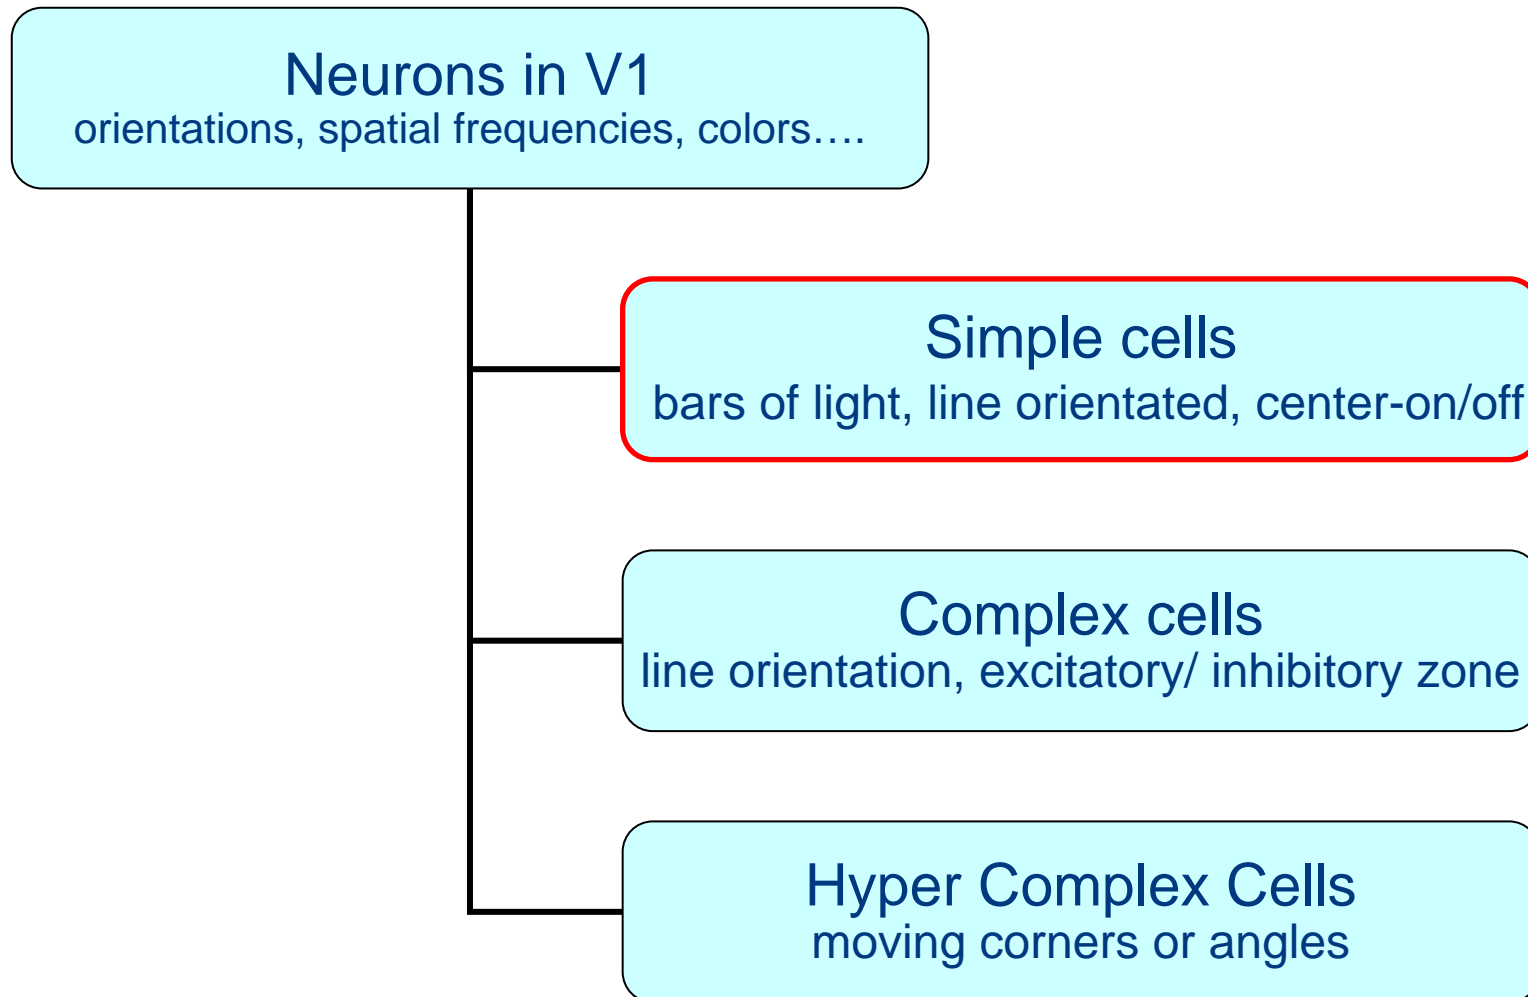 Neurons in V1
orientations, spatial frequencies, colors….
Simple cells
bars of light, line orientated, center-on/off
Complex cells
line orientation, excitatory/ inhibitory zone
Hyper Complex Cells
moving corners or angles